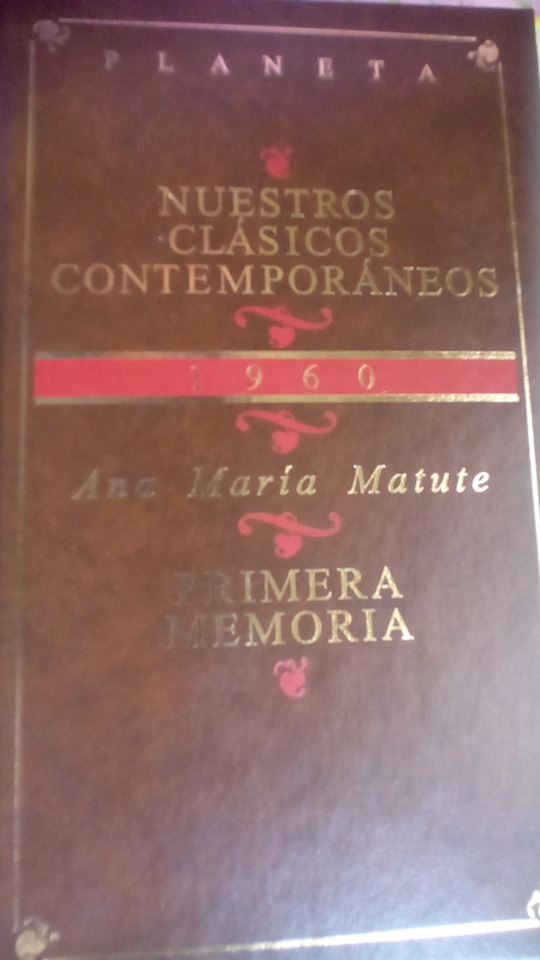 PLANETA
NUESTROS
CLÁSICOS
CONTEMPORÁNEOS
1960
Ana María Matute
PRIMERA
MEMORIA